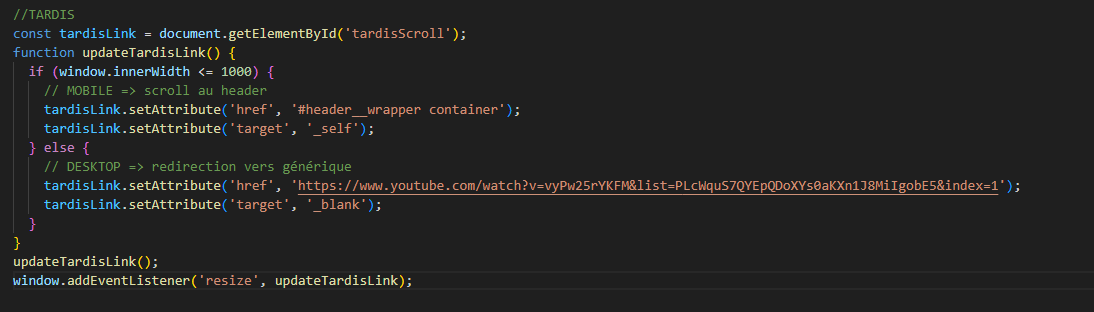 //TARDIS
const tardisLink = document.getElementById('tardisScroll');
function updateTardisLink() {
if (window.innerWidth <= 1000) {
// MOBILE => scroll au header
tardisLink.setAttribute('href', '#header__wrapper container');
tardisLink.setAttribute('target', '_self');
} else {
// DESKTOP => redirection vers générique
tardisLink.setAttribute('href', 'https://www.youtube.com/watch?v=vyPw25rYKFM&list=PLcWquS7QYEpQDoXYs0aKXn1J8MiIgobE5&index=1');
tardisLink.setAttribute('target', '_blank');
}
}
updateTardisLink();
window.addEventListener('resize', updateTardisLink);